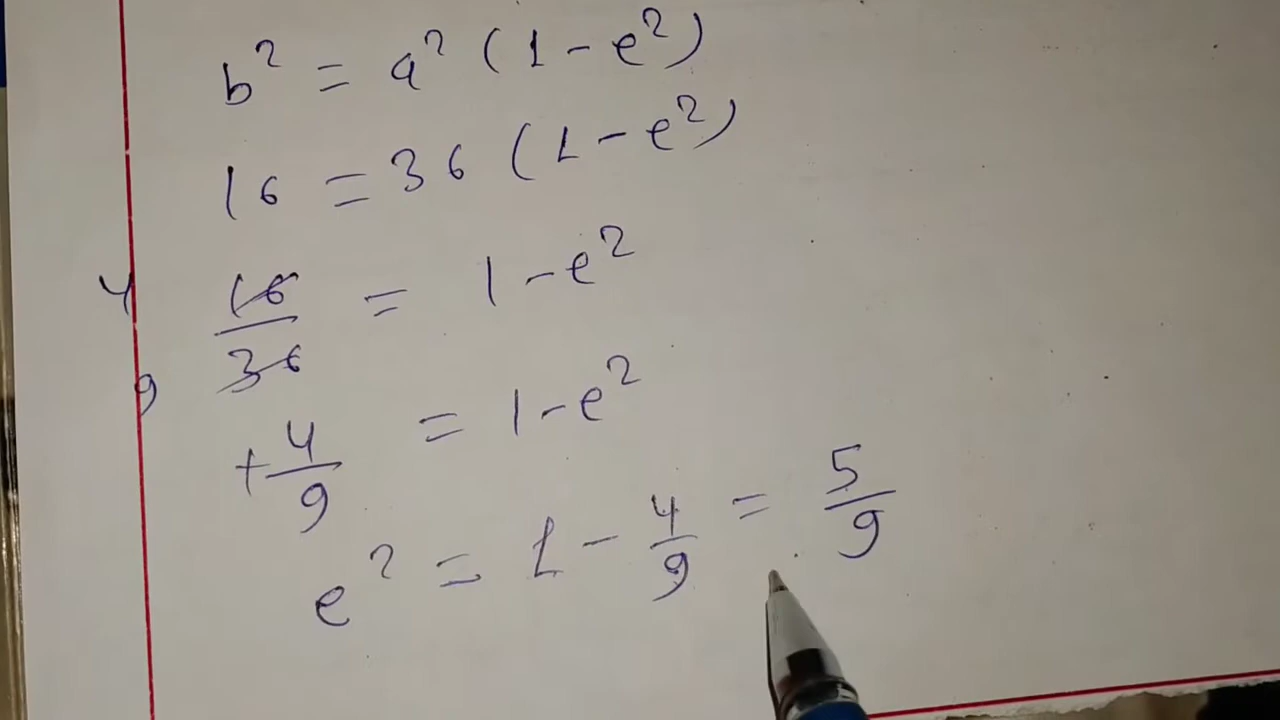 b² = a² (1 - e²)
16 = 36 (1 - e²)
4 16/36 = 1 - e²
9
+4/9 = 1 - e²
e² = 1 - 4/9 = 5/9